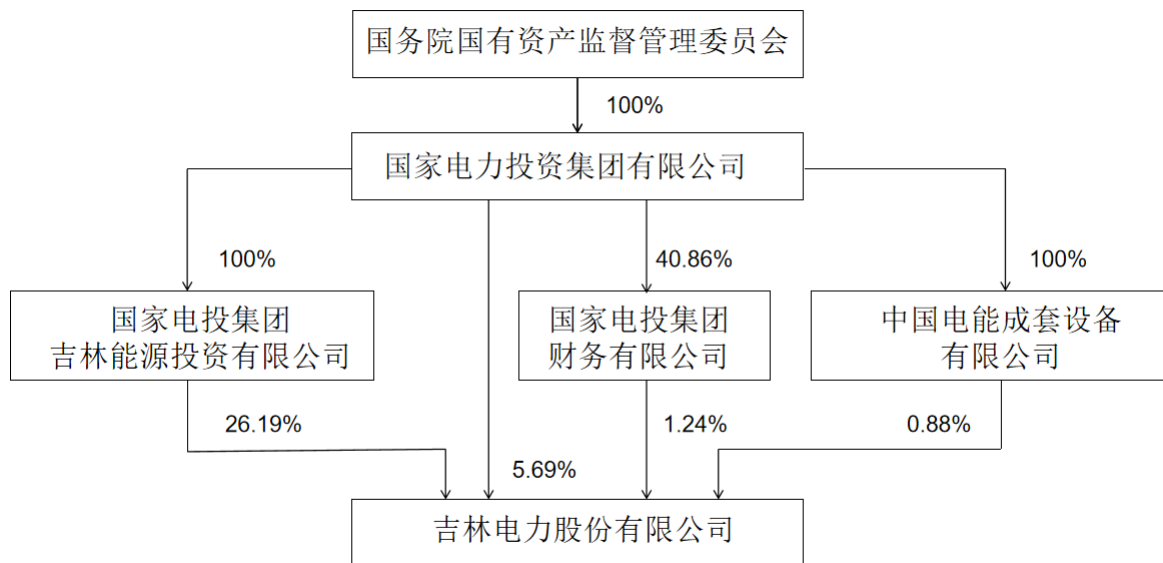 国务院国有资产监督管理委员会
100%
国家电力投资集团有限公司
100%
40.86%
100%
国家电投集团
吉林能源投资有限公司
国家电投集团
财务有限公司
中国电能成套设备
有限公司
26.19%
5.69%
1.24%
0.88%
吉林电力股份有限公司